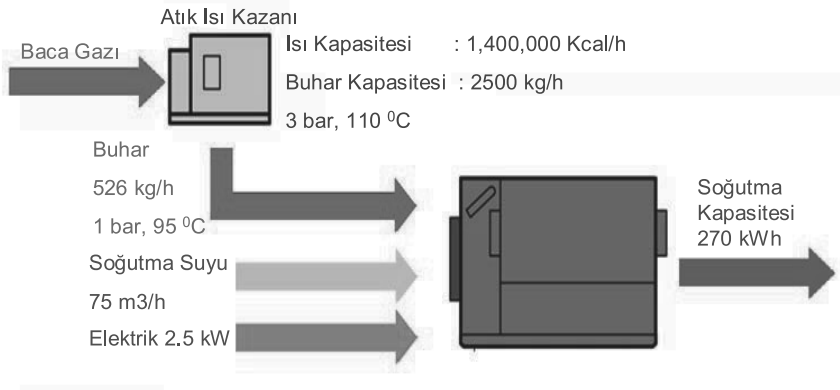 Atık Isı Kazanı
Baca Gazı
Isı Kapasitesi : 1,400,000 Kcal/h
Buhar Kapasitesi : 2500 kg/h
3 bar, 110 ⁰C
Buhar
526 kg/h
1 bar, 95 ⁰C
Soğutma Suyu
75 m3/h
Elektrik 2.5 kW
Soğutma
Kapasitesi
270 kWh